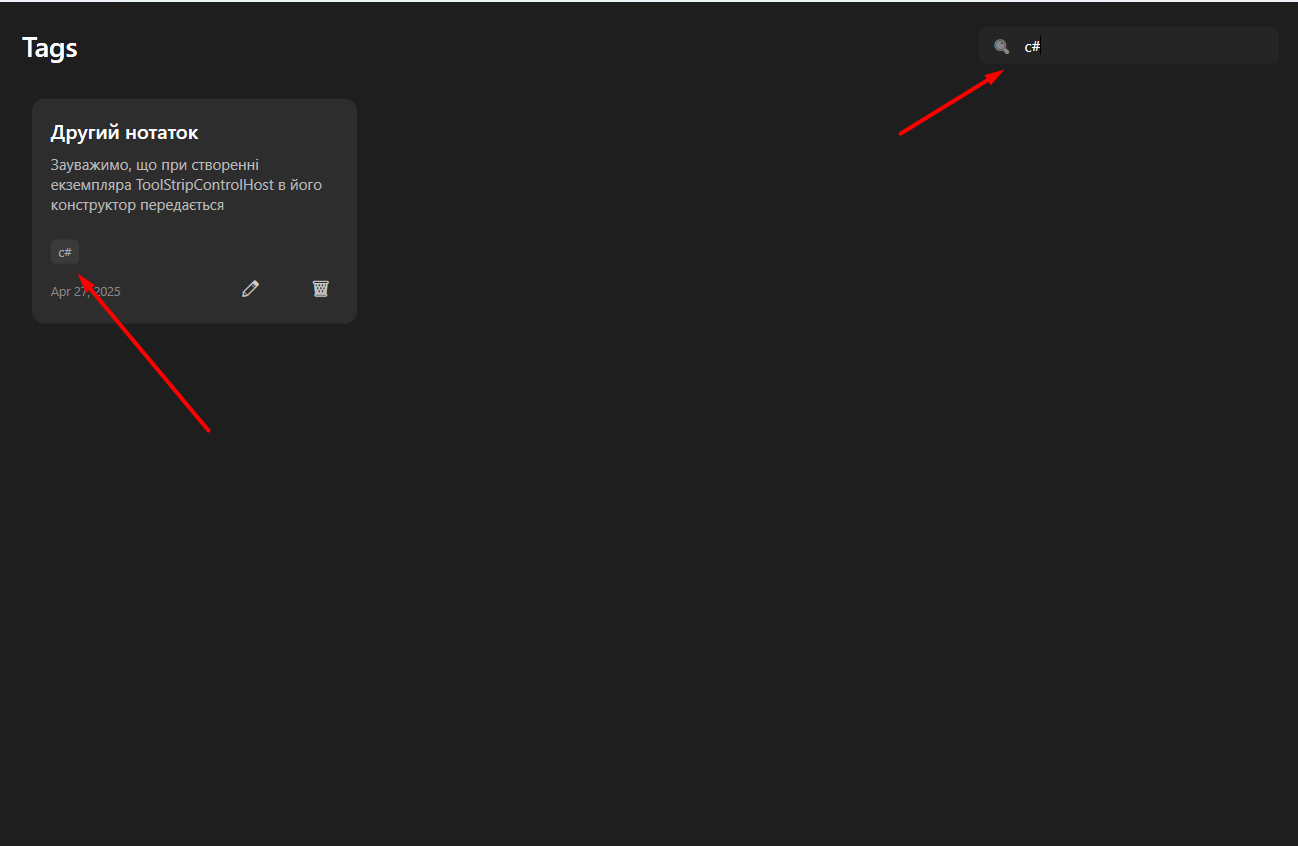 Tags
c#
Другий нотаток
Зауважимо, що при створенні
екземпляра ToolStripControlHost в його
конструктор передається
c#
Apr 27, 2025